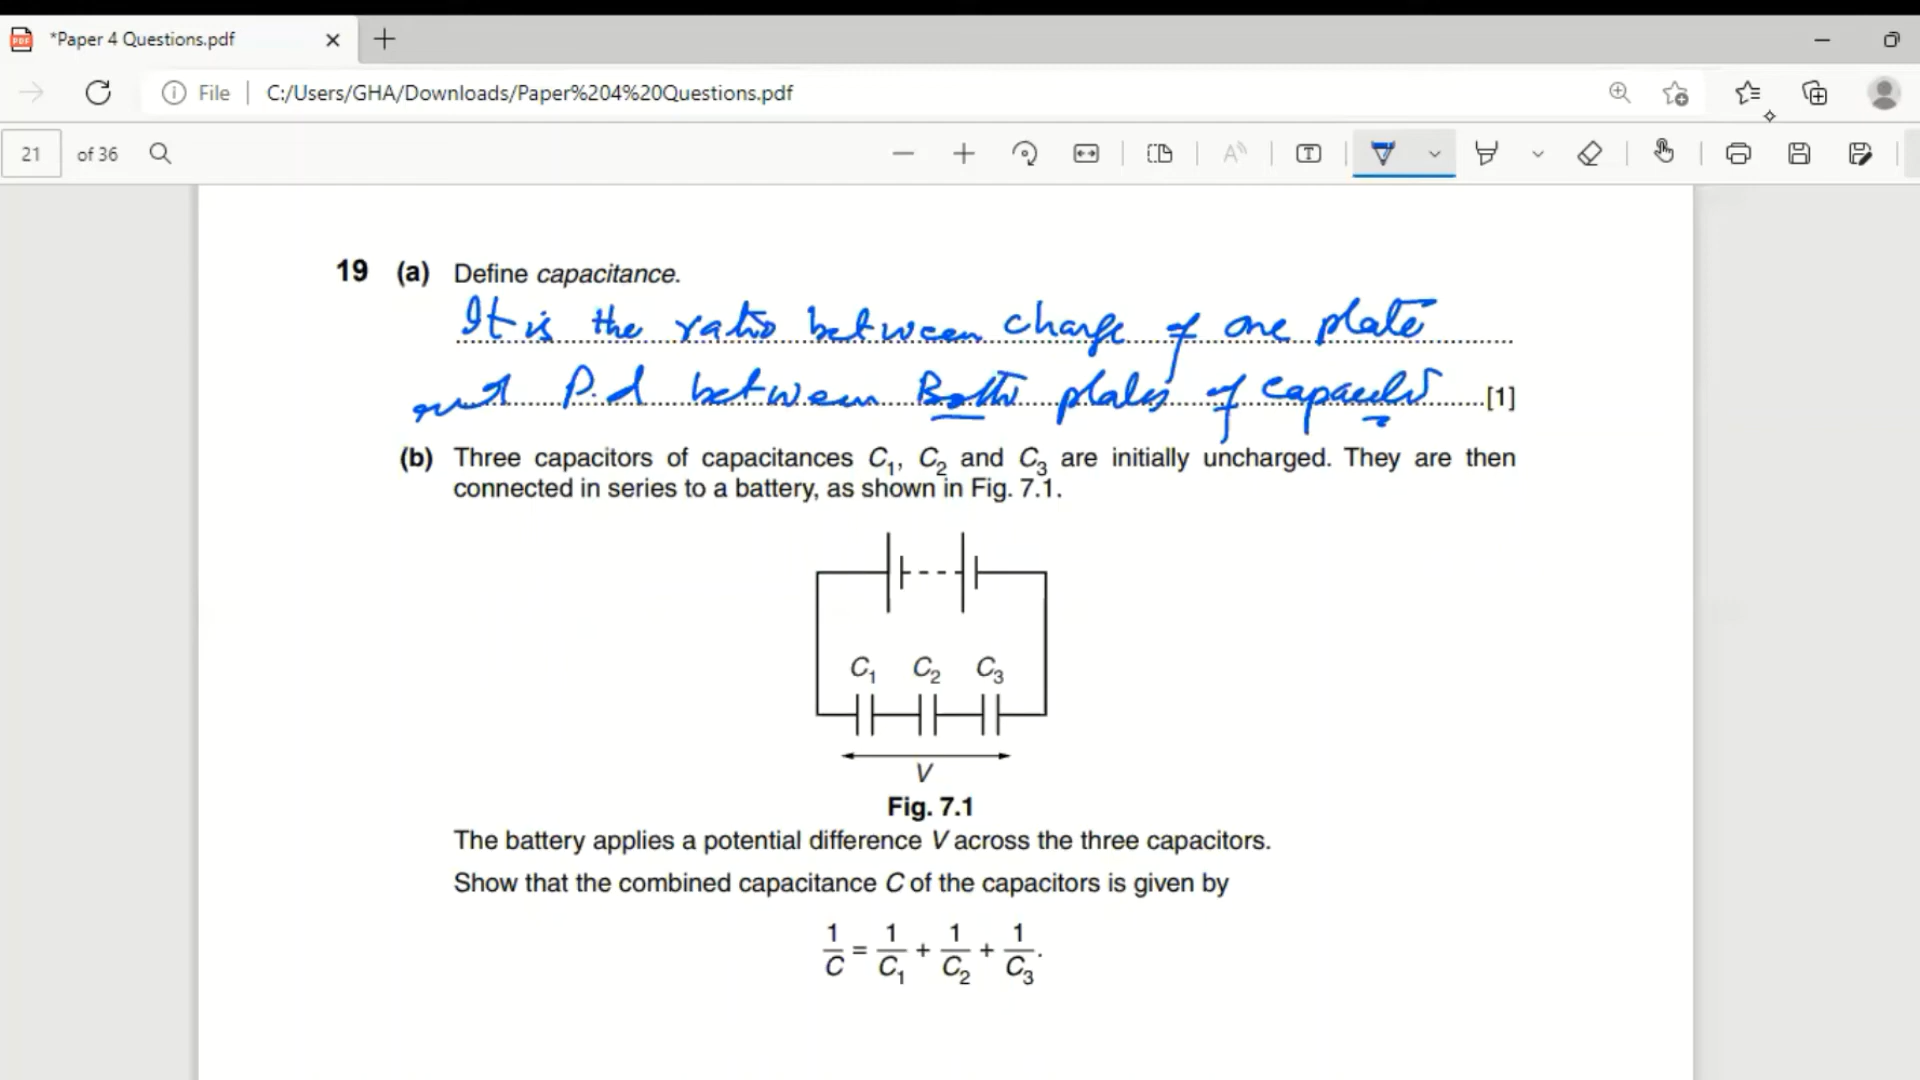 *Paper 4 Questions.pdf
File C:/Users/GHA/Downloads/Paper%204%20Questions.pdf
21 of 36
19 (a) Define capacitance.
It is the ratio between charge of one plate
and P.d between Both plates of capacitor [1]
(b) Three capacitors of capacitances C₁, C₂ and C₃ are initially uncharged. They are then
connected in series to a battery, as shown in Fig. 7.1.
C₁ C₂ C₃
V
Fig. 7.1
The battery applies a potential difference V across the three capacitors.
Show that the combined capacitance C of the capacitors is given by
1/C = 1/C₁ + 1/C₂ + 1/C₃.